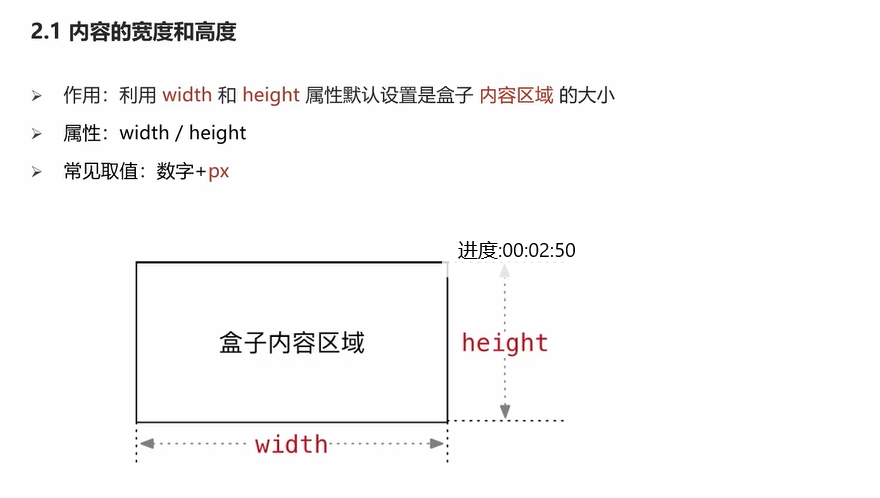 2.1 内容的宽度和高度
作用：利用 width 和 height 属性默认设置是盒子 内容区域 的大小
属性：width / height
常见取值：数字+px
进度:00:02:50
盒子内容区域
height
width